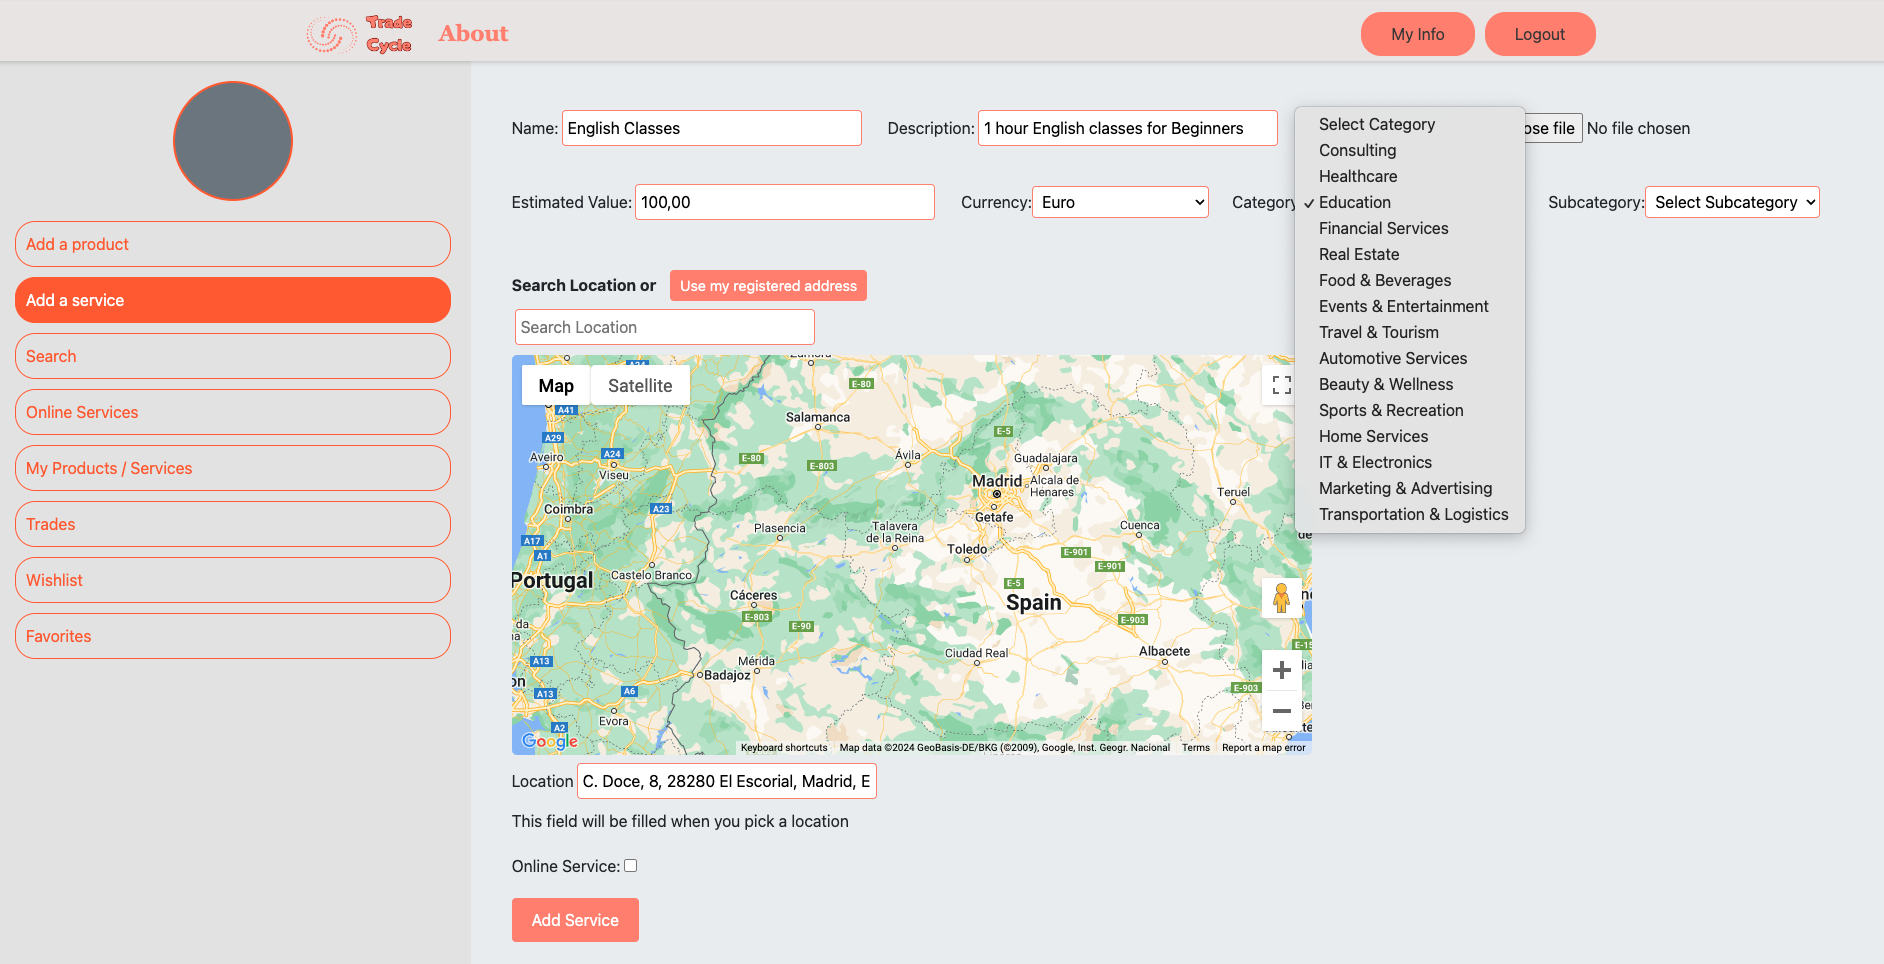 Trade
Cycle
About
My Info
Logout
Add a product
Add a service
Search
Online Services
My Products / Services
Trades
Wishlist
Favorites
Name: English Classes
Description: 1 hour English classes for Beginners
ose file No file chosen
Estimated Value: 100,00
Currency: Euro
Category
Select Category
Consulting
Healthcare
✓ Education
Financial Services
Real Estate
Food & Beverages
Events & Entertainment
Travel & Tourism
Automotive Services
Beauty & Wellness
Sports & Recreation
Home Services
IT & Electronics
Marketing & Advertising
Transportation & Logistics
Subcategory: Select Subcategory
Search Location or Use my registered address
Search Location
Map Satellite
Zamora
E-80
Salamanca
A41
A29
E-5
Aveiro
A24
Viseu
E-80
E-803
Ávila
Guadalajara
Madrid
Alcala de
Henares
Teruel
Coimbra
A23
Getafe
Plasencia
Talavera
de la Reina
Cuenca
A17
A1
Toledo
E-901
E-901
Portugal
Castelo Branco
E-5
Cáceres
Spain
E-803
E-90
E-903
Ciudad Real
Albacete
A13
Mérida
Badajoz
A13
A6
E-903
Evora
A2
Google
Keyboard shortcuts
Map data ©2024 GeoBasis-DE/BKG (©2009), Google, Inst. Geogr. Nacional
Terms
Report a map error
Location C. Doce, 8, 28280 El Escorial, Madrid, E
This field will be filled when you pick a location
Online Service:
Add Service